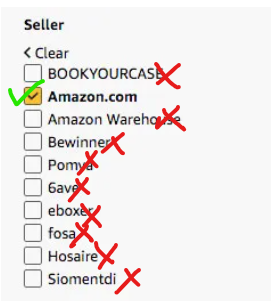 Seller
< Clear
BOOKYOURCASE
Amazon.com
Amazon Warehouse
Bewinner
Pomya
6ave
eboxer
fosa
Hosaire
Siomentdi